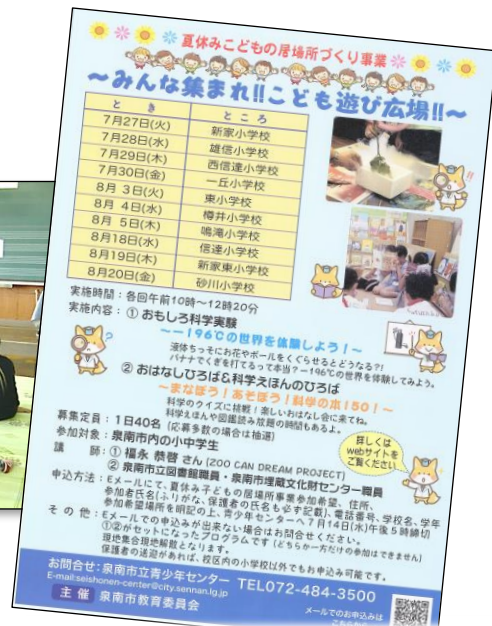 夏休みこどもの居場所づくり事業
～みんな集まれ!!こども遊び広場!!～
とき ところ
7月27日(火) 新家小学校
7月28日(水) 雄信小学校
7月29日(木) 西信達小学校
7月30日(金) 一丘小学校
8月 3日(火) 東小学校
8月 4日(水) 樽井小学校
8月 5日(木) 鳴滝小学校
8月18日(水) 信達小学校
8月19日(木) 新家東小学校
8月20日(金) 砂川小学校
実施時間：各回午前10時～12時20分
実施内容：① おもしろ科学実験
～－196℃の世界を体験しよう！～
液体ちっそにお花やボールをくぐらせるとどうなる?!
バナナでくぎを打てるって本当？－196℃の世界を体験してみよう。
② おはなしひろば&科学えほんのひろば
～まなぼう！あそぼう！科学の本150！～
科学のクイズに挑戦！楽しいおはなし会に来てね。
科学えほんや図鑑読み放題の時間もあるよ。
募集定員：1日40名（応募多数の場合は抽選）
参加対象：泉南市内の小中学生
講師：① 福永 恭啓 さん (ZOO CAN DREAM PROJECT)
② 泉南市立図書館職員・泉南市埋蔵文化財センター職員
詳しくは
webサイトを
ご覧ください
申込方法：Eメールにて、夏休み子どもの居場所事業参加希望、住所、
参加者氏名(ふりがな、保護者の氏名も必ず記載)、電話番号、学校名、学年
参加希望場所を明記の上、青少年センターへ7月14日(水)午後5時締切
その他：Eメールでの申込みが出来ない場合はお問合せください。
①②がセットになったプログラムです（どちらか一方だけの参加はできません）
現地集合現地解散となります。
保護者の送迎があれば、校区内の小学校以外でもお申込み可能です。
お問合せ：泉南市立青少年センター TEL072-484-3500
E-mail:seishonen-center@city.sennan.lg.jp
主催 泉南市教育委員会
メールでのお申込みは